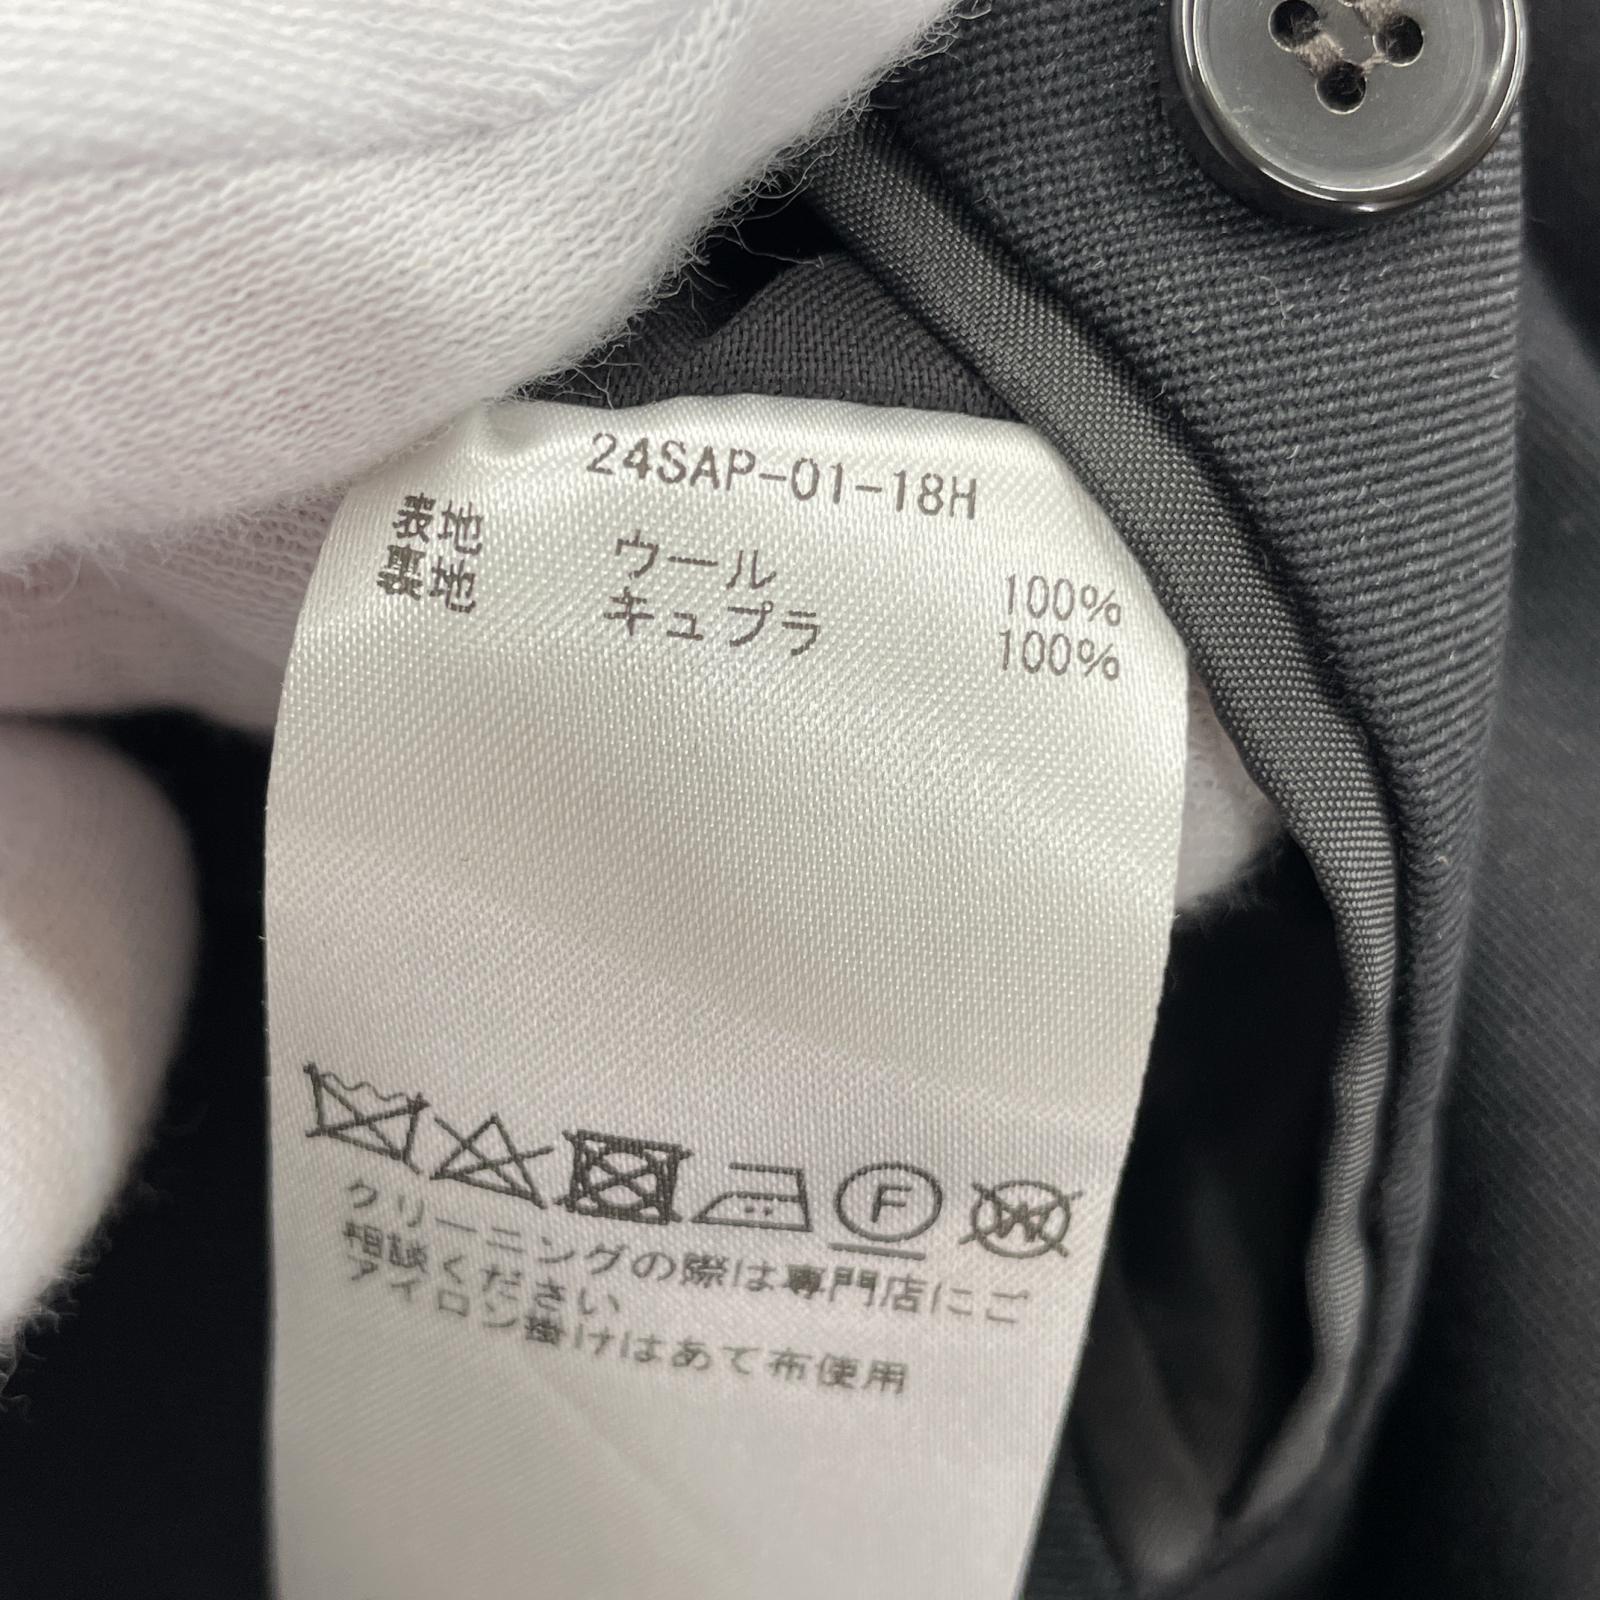 24SAP-01-18H
表地 ウール 100%
裏地 キュプラ 100%
F
W
クリーニングの際は専門店にご
相談ください
アイロン掛けはあて布使用